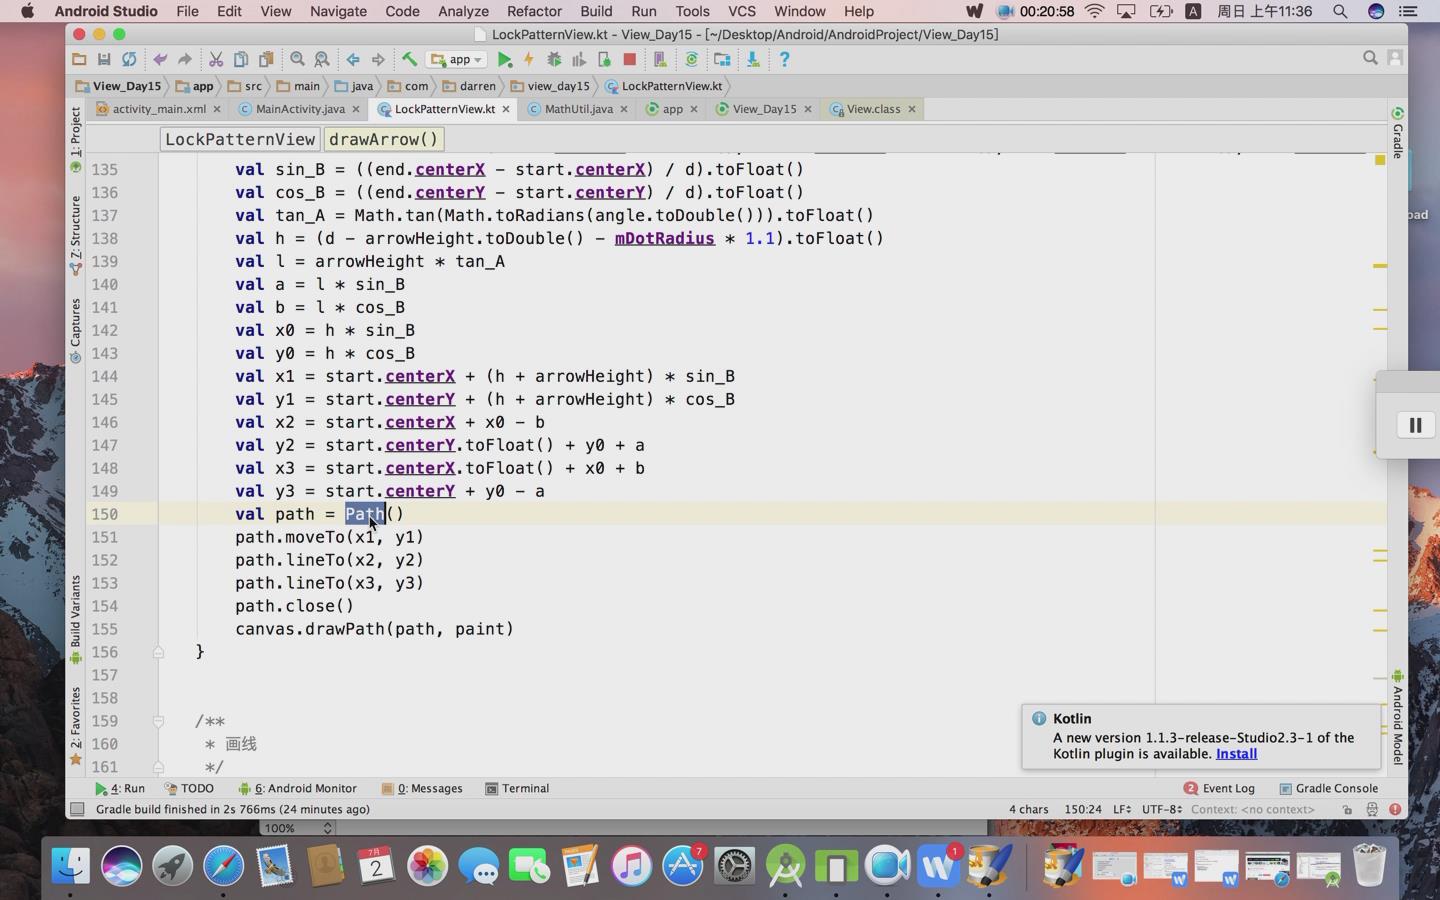 Android Studio File Edit View Navigate Code Analyze Refactor Build Run Tools VCS Window Help 00:20:58 A 周日 上午11:36
LockPatternView.kt - View_Day15 - [~/Desktop/Android/AndroidProject/View_Day15]
app
View_Day15 app src main java com darren view_day15 LockPatternView.kt
activity_main.xml MainActivity.java LockPatternView.kt MathUtil.java app View_Day15 View.class
LockPatternView drawArrow()
135 val sin_B = ((end.centerX - start.centerX) / d).toFloat()
136 val cos_B = ((end.centerY - start.centerY) / d).toFloat()
137 val tan_A = Math.tan(Math.toRadians(angle.toDouble())).toFloat()
138 val h = (d - arrowHeight.toDouble() - mDotRadius * 1.1).toFloat()
139 val l = arrowHeight * tan_A
140 val a = l * sin_B
141 val b = l * cos_B
142 val x0 = h * sin_B
143 val y0 = h * cos_B
144 val x1 = start.centerX + (h + arrowHeight) * sin_B
145 val y1 = start.centerY + (h + arrowHeight) * cos_B
146 val x2 = start.centerX + x0 - b
147 val y2 = start.centerY.toFloat() + y0 + a
148 val x3 = start.centerX.toFloat() + x0 + b
149 val y3 = start.centerY + y0 - a
150 val path = Path()
151 path.moveTo(x1, y1)
152 path.lineTo(x2, y2)
153 path.lineTo(x3, y3)
154 path.close()
155 canvas.drawPath(path, paint)
156 }
157
158
159 /**
160 * 画线
161 */
1: Project
Z: Structure
Captures
Build Variants
2: Favorites
Gradle
Android Model
oad
Kotlin
A new version 1.1.3-release-Studio2.3-1 of the
Kotlin plugin is available. Install
4: Run TODO 6: Android Monitor 0: Messages Terminal 2 Event Log Gradle Console
Gradle build finished in 2s 766ms (24 minutes ago) 4 chars 150:24 LF UTF-8 Context: <no context>
100%
7月
2
7
1